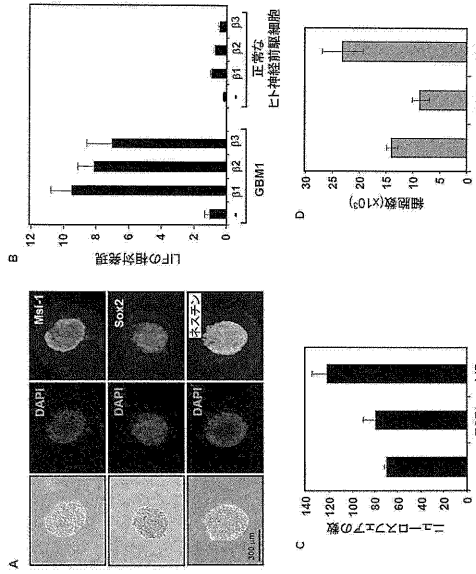 A
Msl-1
DAPI
Sox2
DAPI
ネスチン
DAPI
300 μm
B
LIFの相対発現
12
10
8
6
4
2
0
-
β1
β2
β3
-
β1
β2
β3
GBM1
正常な
ヒト神経前駆細胞
C
ニューロスフェアの数
140
120
100
80
60
40
20
0
D
細胞数(×10³)
30
25
20
15
10
5
0